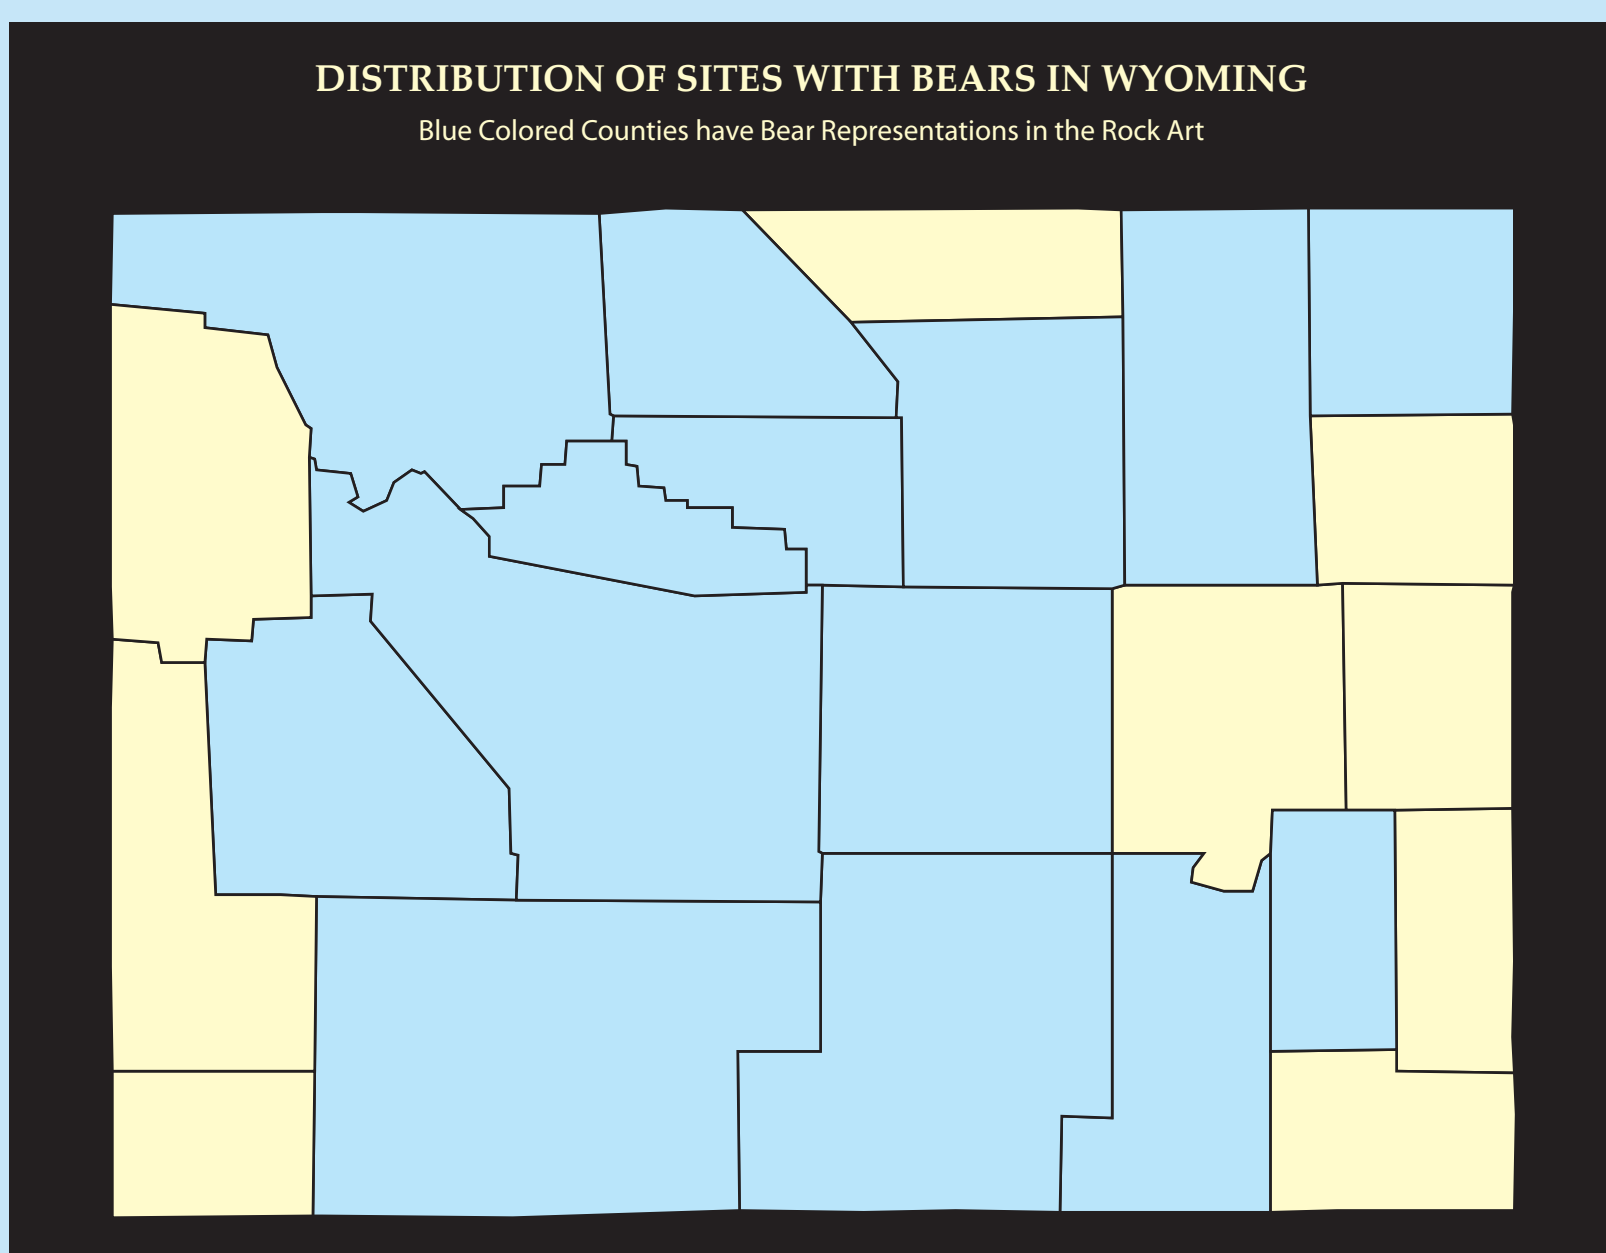 DISTRIBUTION OF SITES WITH BEARS IN WYOMING
Blue Colored Counties have Bear Representations in the Rock Art